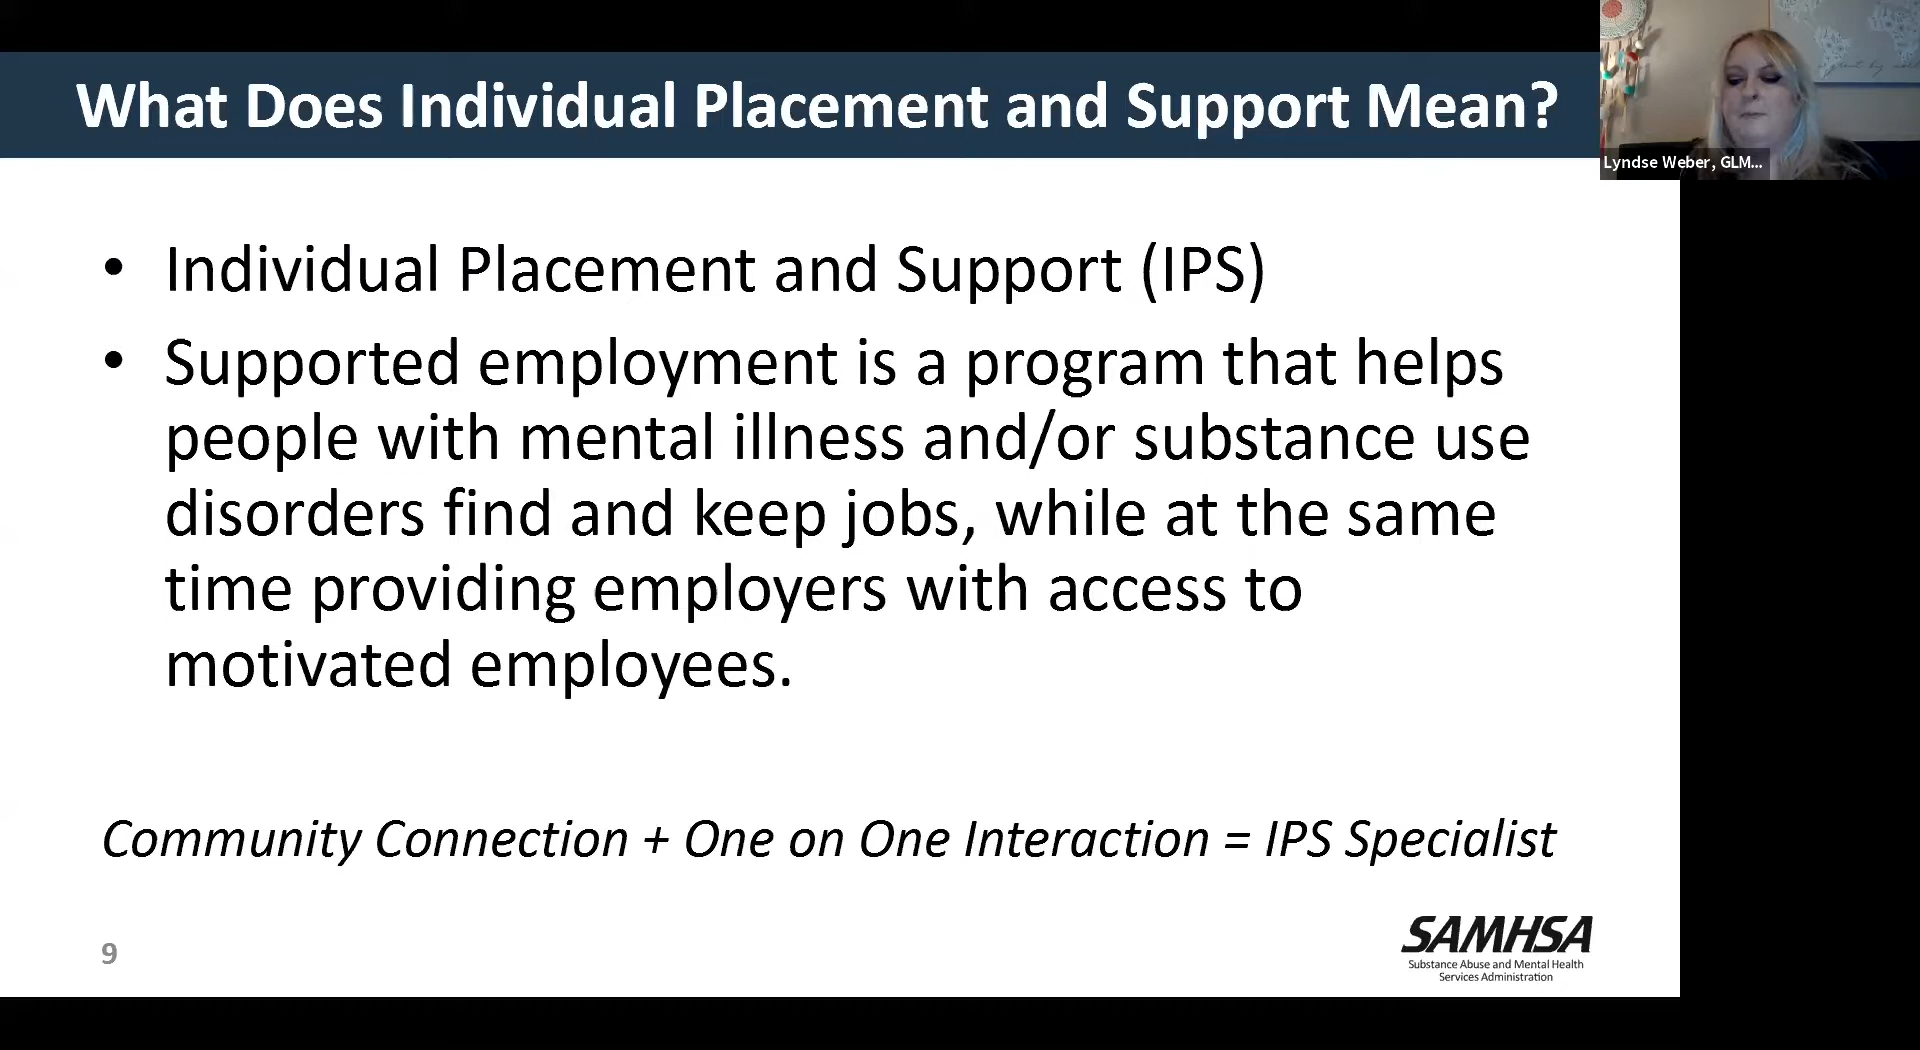 What Does Individual Placement and Support Mean?
Lyndse Weber, GLM...
• Individual Placement and Support (IPS)
• Supported employment is a program that helps
people with mental illness and/or substance use
disorders find and keep jobs, while at the same
time providing employers with access to
motivated employees.
Community Connection + One on One Interaction = IPS Specialist
9
SAMHSA
Substance Abuse and Mental Health
Services Administration